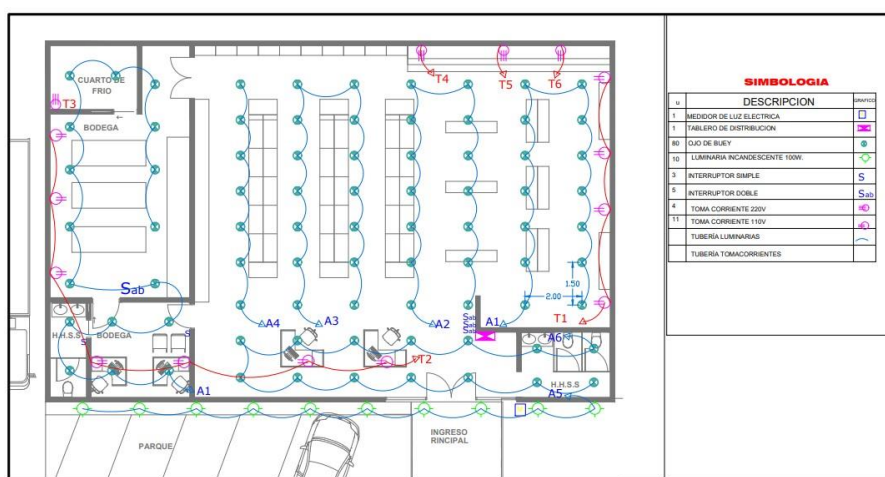 CUARTO DE
FRIO
T3
BODEGA
T4
T5
T6
Sab
H.H.S.S
BODEGA
S
S
A4
A3
A2
Sab
Sab
Sab
A1
T1
1.50
2.00
A6
T2
A1
H.H.S.S
A5
PARQUE
INGRESO
RINCIPAL
SIMBOLOGIA
u DESCRIPCION GRAFICO
1 MEDIDOR DE LUZ ELECTRICA
1 TABLERO DE DISTRIBUCION
80 OJO DE BUEY
10 LUMINARIA INCANDESCENTE 100W.
3 INTERRUPTOR SIMPLE S
5 INTERRUPTOR DOBLE Sab
4 TOMA CORRIENTE 220V
11 TOMA CORRIENTE 110V
TUBERÍA LUMINARIAS
TUBERÍA TOMACORRIENTES